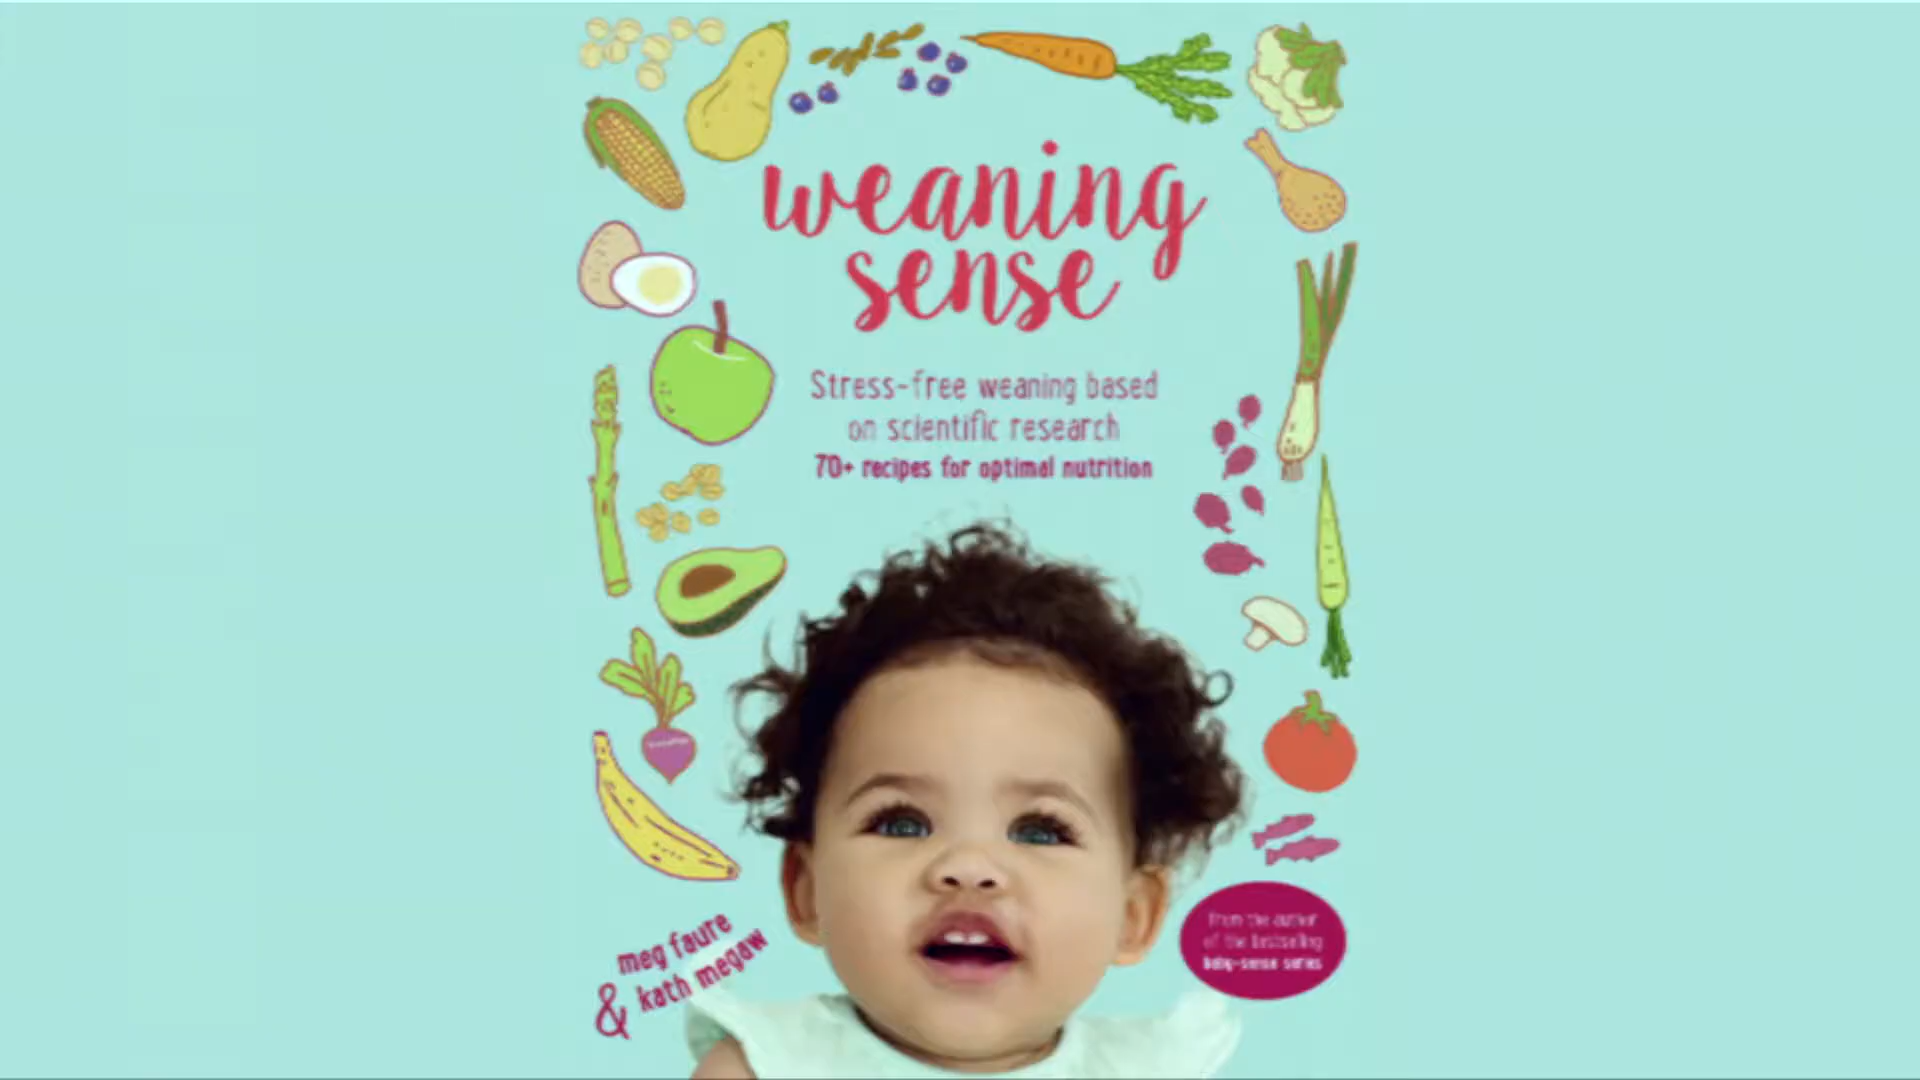 weaning
sense
Stress-free weaning based
on scientific research
70+ recipes for optimal nutrition
meg faure
& kath megaw
from the author
of the bestselling
baby-sense series